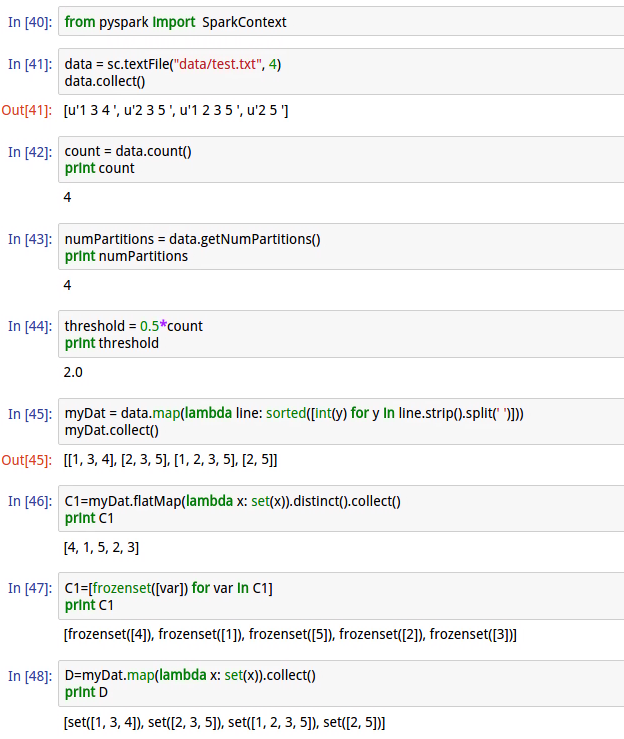 In [40]: from pyspark import SparkContext
In [41]: data = sc.textFile("data/test.txt", 4)
data.collect()
Out[41]: [u'1 3 4 ', u'2 3 5 ', u'1 2 3 5 ', u'2 5 ']
In [42]: count = data.count()
print count
4
In [43]: numPartitions = data.getNumPartitions()
print numPartitions
4
In [44]: threshold = 0.5*count
print threshold
2.0
In [45]: myDat = data.map(lambda line: sorted([int(y) for y in line.strip().split(' ')]))
myDat.collect()
Out[45]: [[1, 3, 4], [2, 3, 5], [1, 2, 3, 5], [2, 5]]
In [46]: C1=myDat.flatMap(lambda x: set(x)).distinct().collect()
print C1
[4, 1, 5, 2, 3]
In [47]: C1=[frozenset([var]) for var in C1]
print C1
[frozenset([4]), frozenset([1]), frozenset([5]), frozenset([2]), frozenset([3])]
In [48]: D=myDat.map(lambda x: set(x)).collect()
print D
[set([1, 3, 4]), set([2, 3, 5]), set([1, 2, 3, 5]), set([2, 5])]